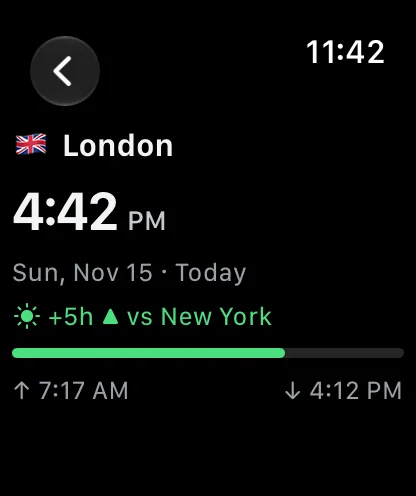 11:42
London
4:42 PM
Sun, Nov 15 · Today
+5h ▲ vs New York
↑ 7:17 AM
↓ 4:12 PM